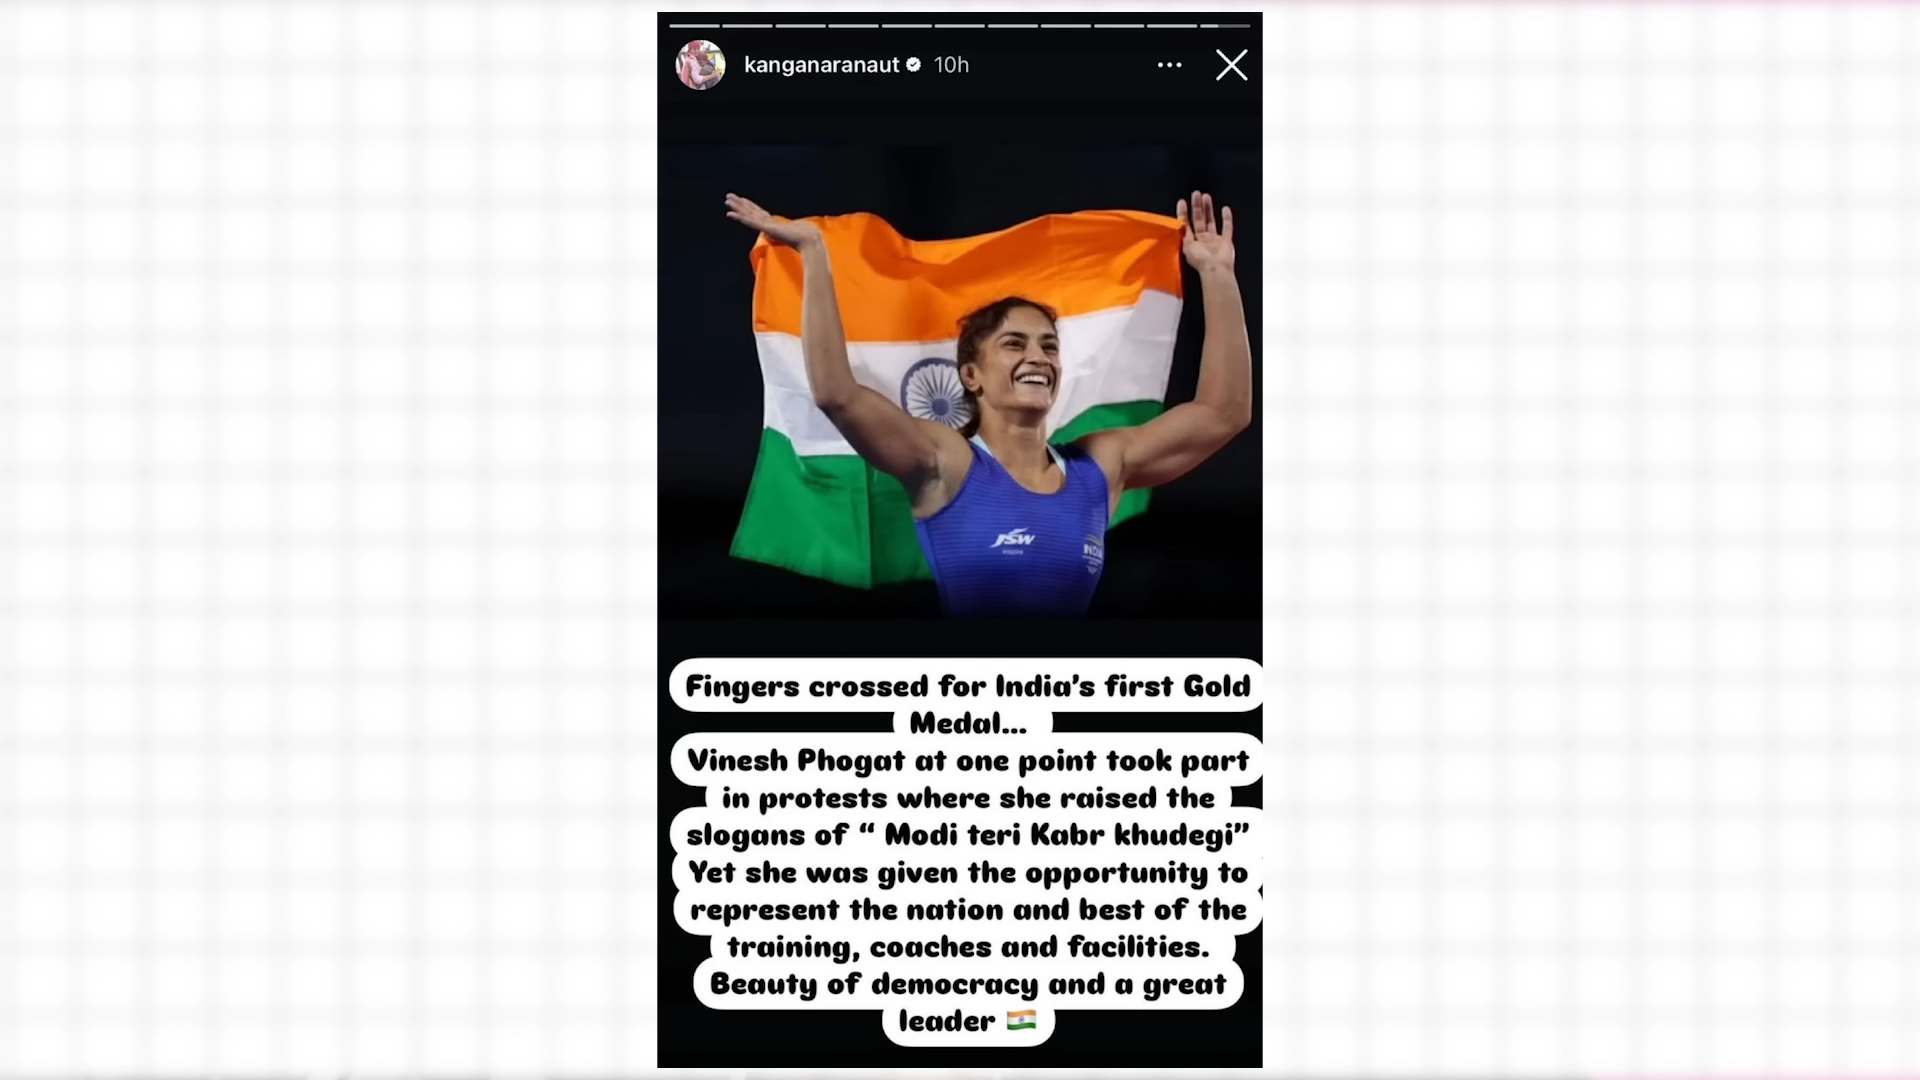 kanganaranaut 10h
JSW
inspire
INDIA
Fingers crossed for India's first Gold
Medal...
Vinesh Phogat at one point took part
in protests where she raised the
slogans of “ Modi teri Kabr khudegi”
Yet she was given the opportunity to
represent the nation and best of the
training, coaches and facilities.
Beauty of democracy and a great
leader 🇮🇳